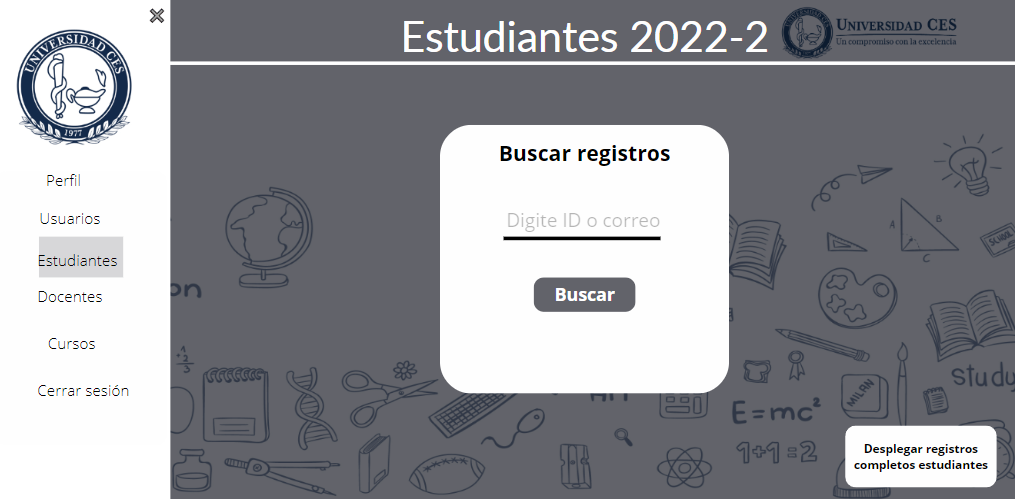 Estudiantes 2022-2
UNIVERSIDAD CES
Un compromiso con la excelencia
UNIVERSIDAD CES
1977
Perfil
Usuarios
Estudiantes
Docentes
Cursos
Cerrar sesión
Buscar registros
Digite ID o correo
Buscar
A
B
C
SCHOOL
on
1
2
3
MILAN
Study
E=mc²
1+1=2
Desplegar registros
completos estudiantes